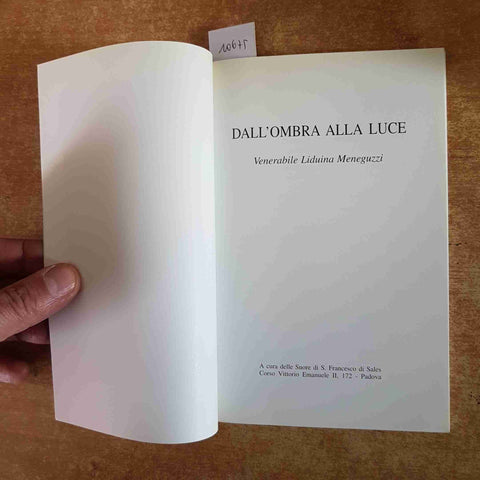 10675
DALL'OMBRA ALLA LUCE
Venerabile Liduina Meneguzzi
A cura delle Suore di S. Francesco di Sales
Corso Vittorio Emanuele II, 172 - Padova